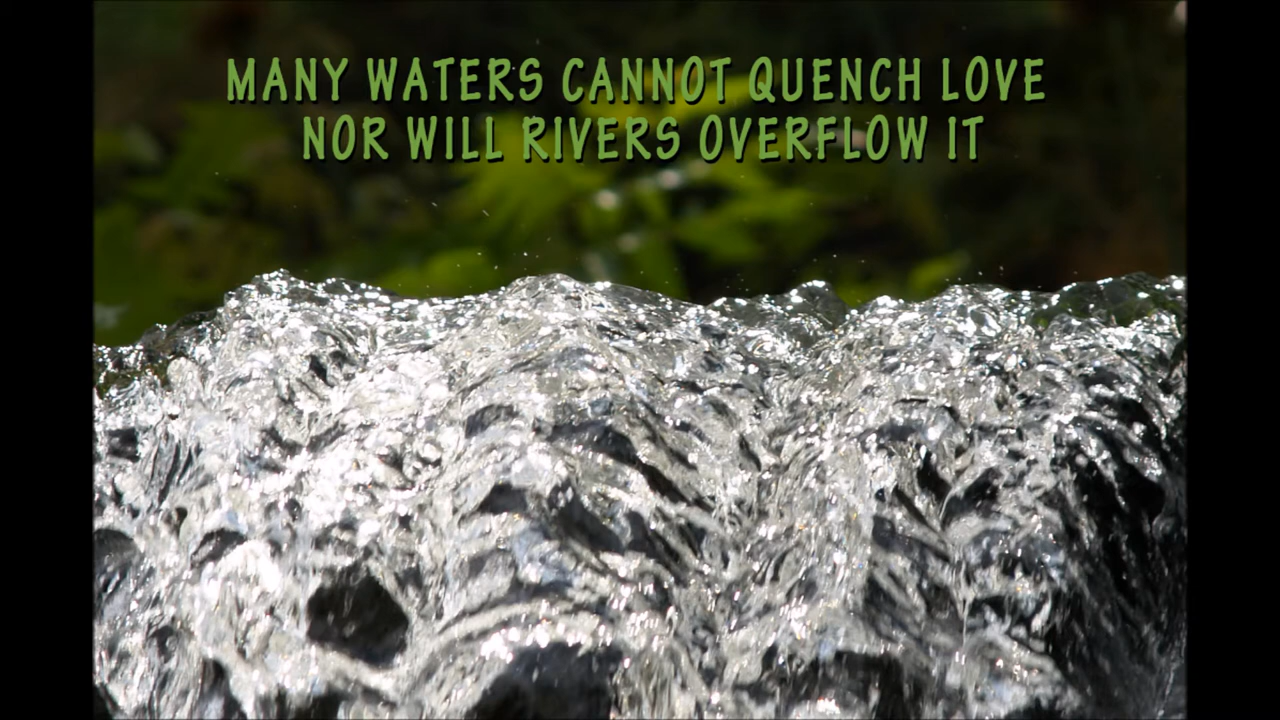 MANY WATERS CANNOT QUENCH LOVE
NOR WILL RIVERS OVERFLOW IT